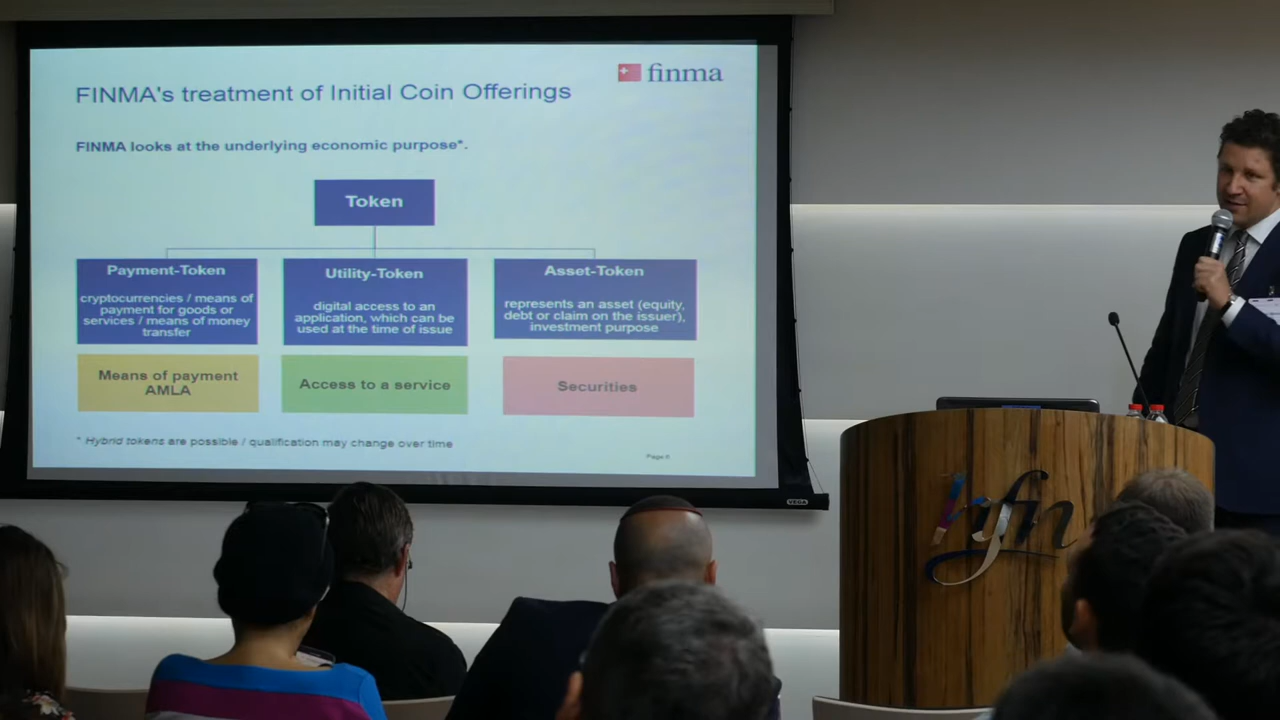 finma
FINMA's treatment of Initial Coin Offerings
FINMA looks at the underlying economic purpose*.
Token
Payment-Token
cryptocurrencies / means of
payment for goods or
services / means of money
transfer
Utility-Token
digital access to an
application, which can be
used at the time of issue
Asset-Token
represents an asset (equity,
debt or claim on the issuer),
investment purpose
Means of payment
AMLA
Access to a service
Securities
* Hybrid tokens are possible / qualification may change over time
VEGA